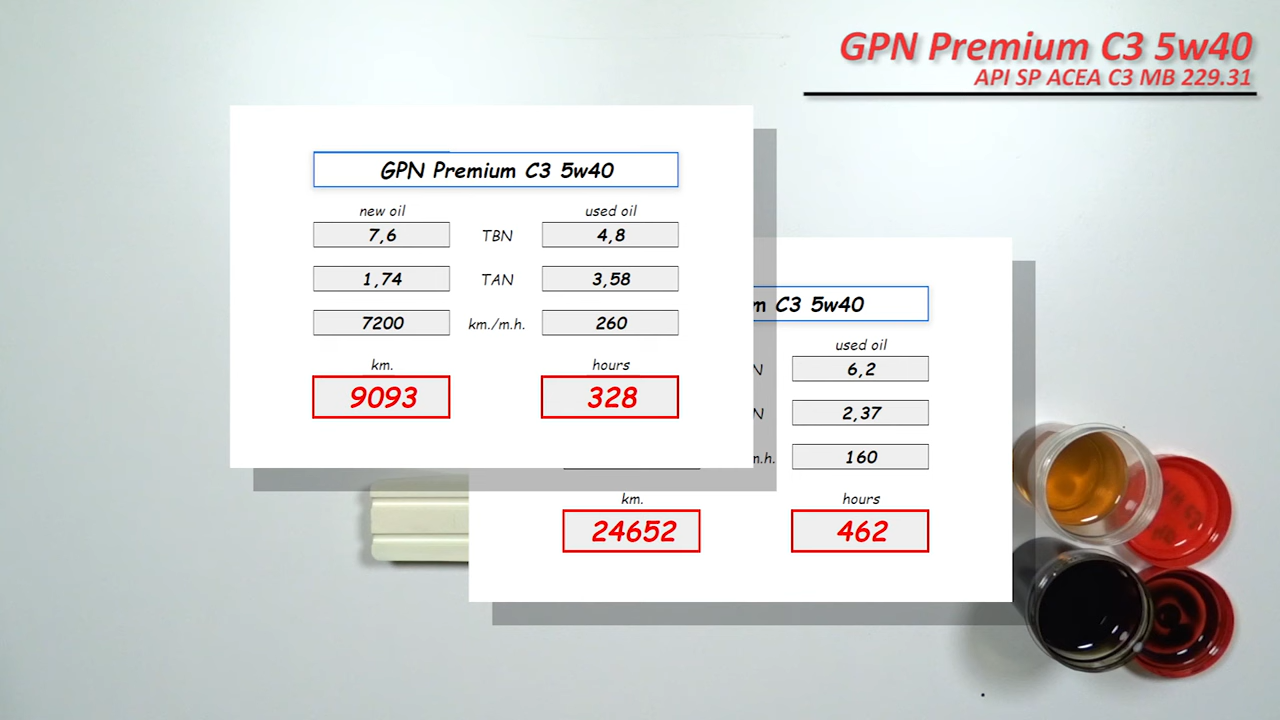 GPN Premium C3 5w40
API SP ACEA C3 MB 229.31
GPN Premium C3 5w40
new oil used oil
7,6 TBN 4,8
1,74 TAN 3,58
7200 km./m.h. 260
km. hours
9093 328
C3 5w40
used oil
6,2
2,37
160
km. hours
24652 462